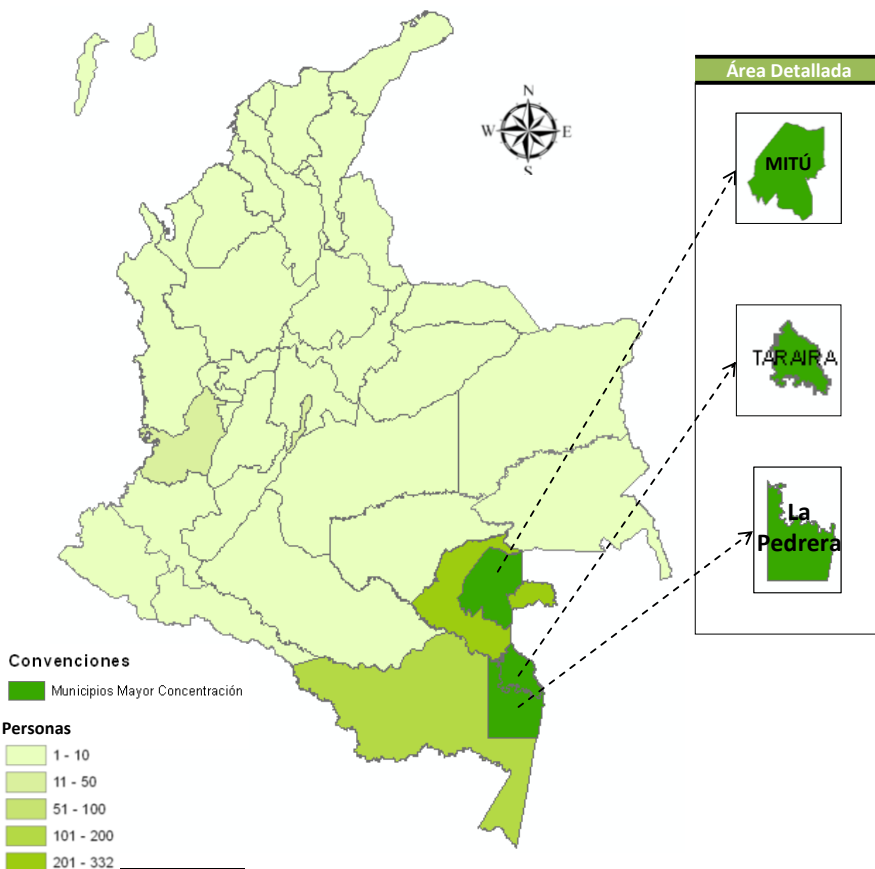 Área Detallada
N
W
E
S
MITÚ
TARAIRA
La
Pedrera
Convenciones
Municipios Mayor Concentración
Personas
1 - 10
11 - 50
51 - 100
101 - 200
201 - 332